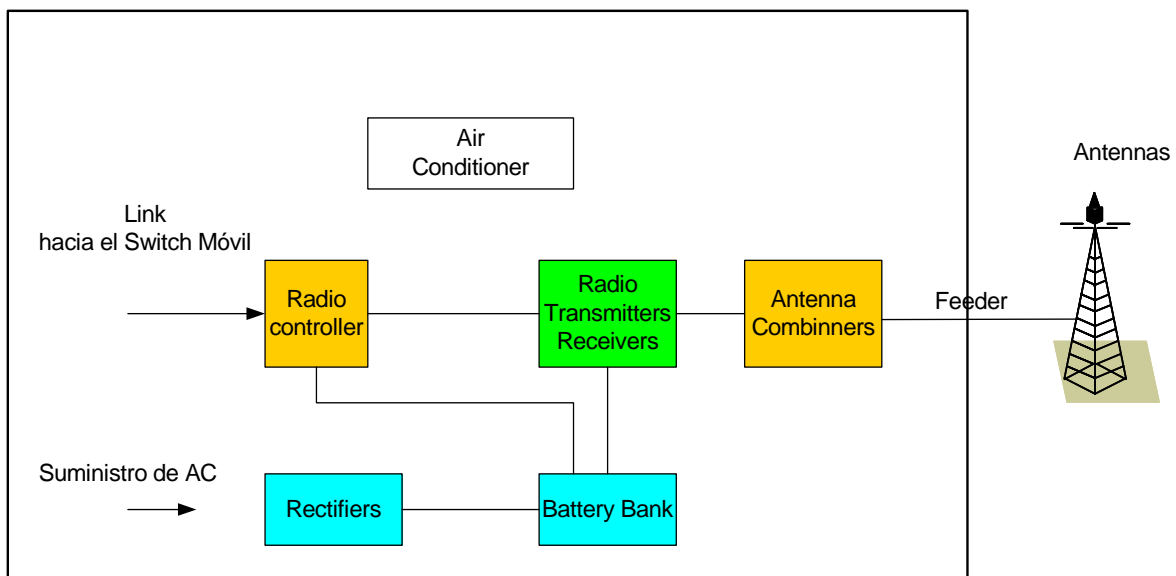 Air
Conditioner
Antennas
Link
hacia el Switch Móvil
Radio
controller
Radio
Transmitters
Receivers
Antenna
Combinners
Feeder
Suministro de AC
Rectifiers
Battery Bank